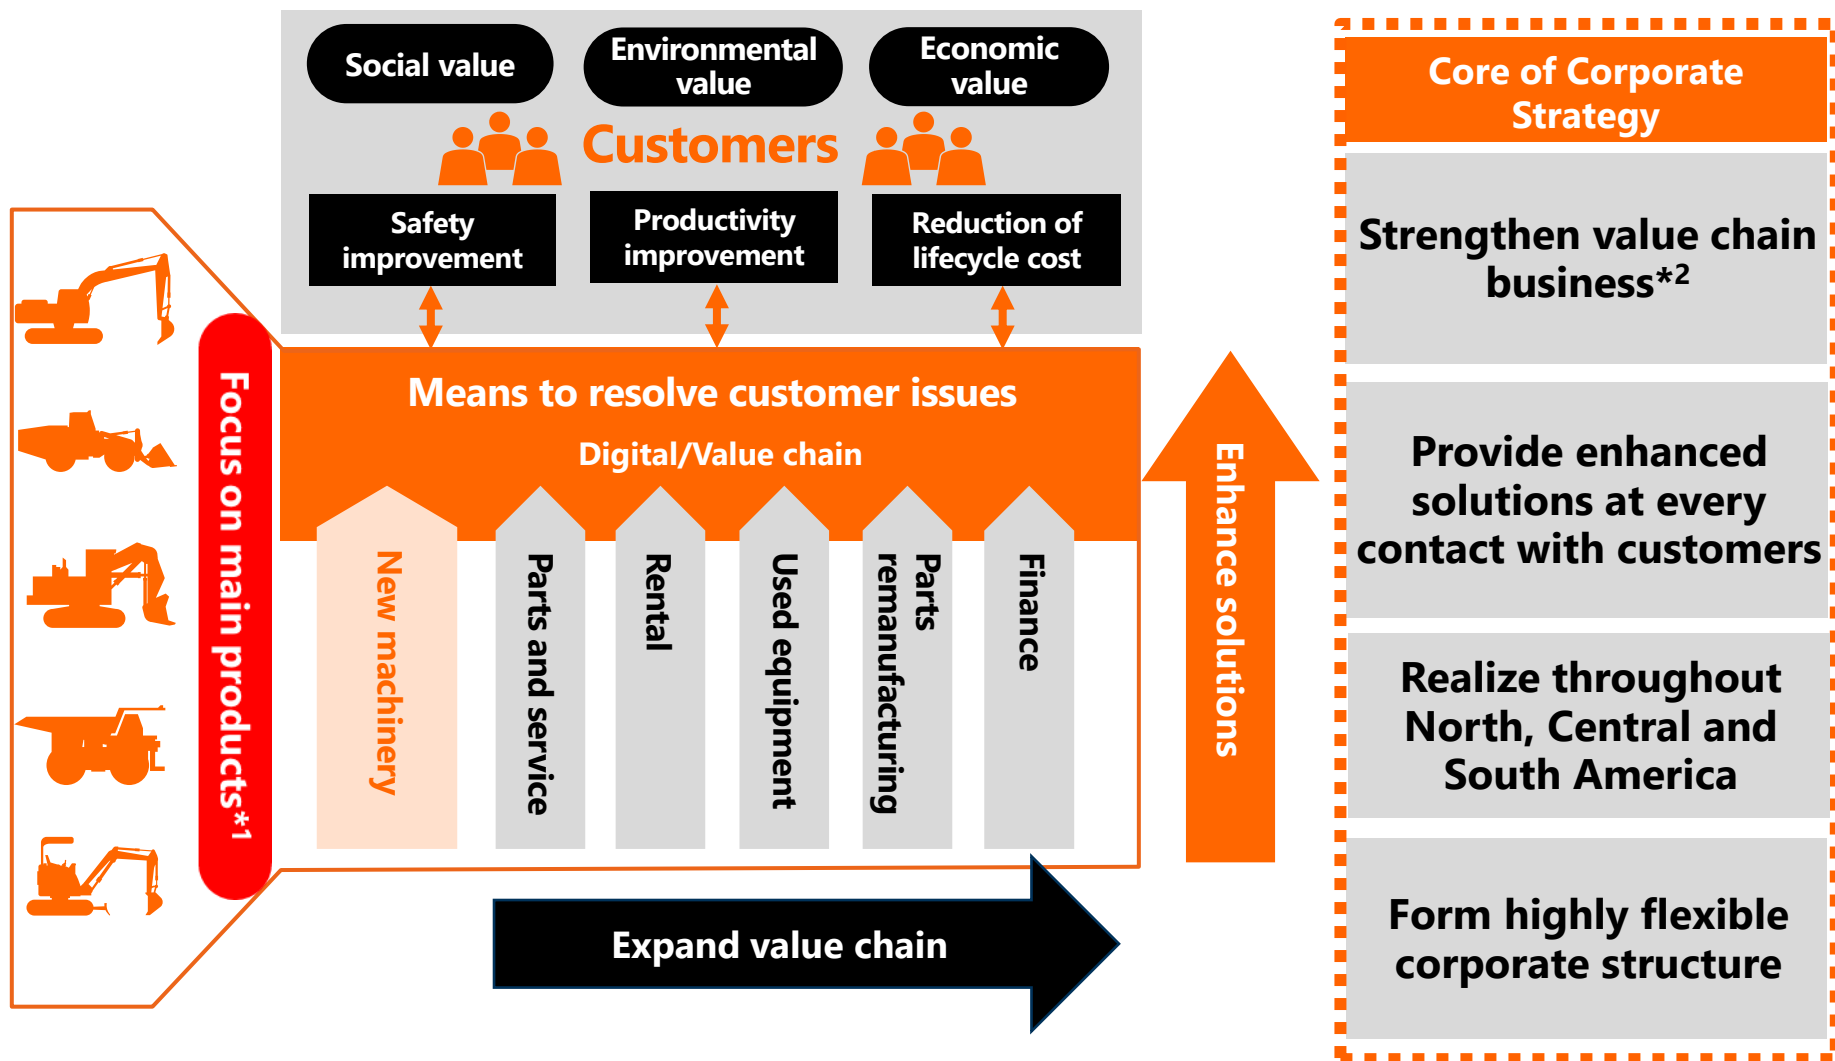 Social value
Environmental
value
Economic
value
Customers
Safety
improvement
Productivity
improvement
Reduction of
lifecycle cost
Focus on main products*1
Means to resolve customer issues
Digital/Value chain
New machinery
Parts and service
Rental
Used equipment
Parts
remanufacturing
Finance
Expand value chain
Enhance solutions
Core of Corporate
Strategy
Strengthen value chain
business*2
Provide enhanced
solutions at every
contact with customers
Realize throughout
North, Central and
South America
Form highly flexible
corporate structure